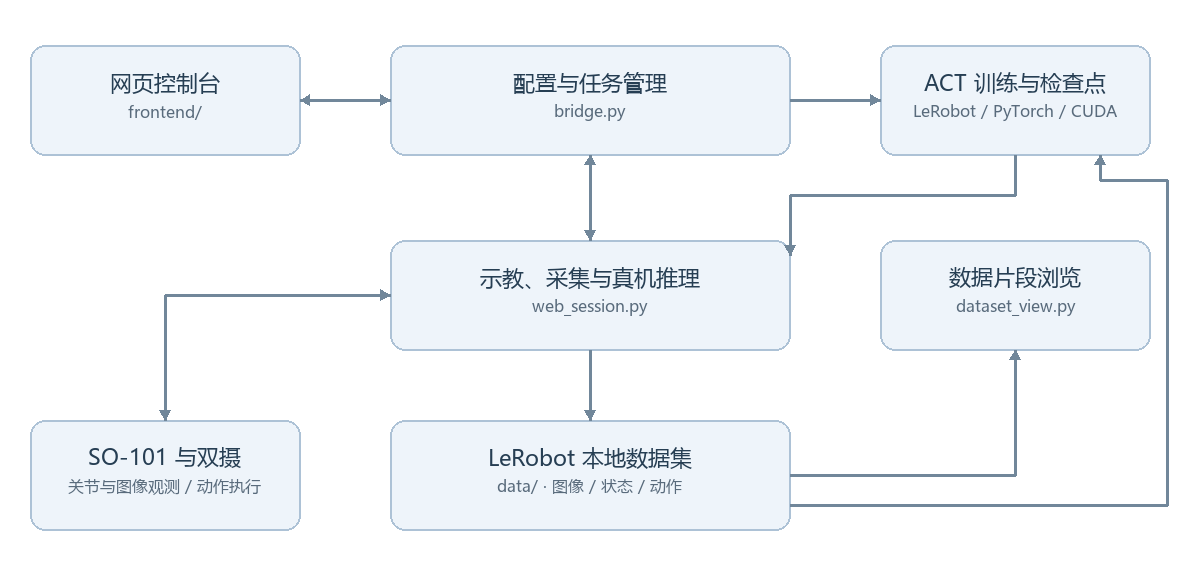 网页控制台
frontend/
配置与任务管理
bridge.py
ACT 训练与检查点
LeRobot / PyTorch / CUDA
示教、采集与真机推理
web_session.py
数据片段浏览
dataset_view.py
SO-101 与双摄
关节与图像观测 / 动作执行
LeRobot 本地数据集
data/ · 图像 / 状态 / 动作